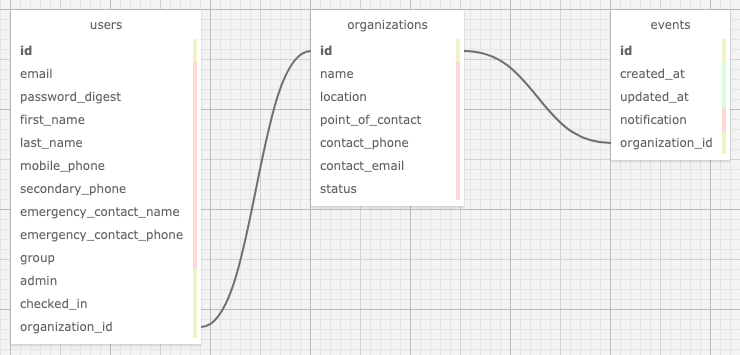 users
id
email
password_digest
first_name
last_name
mobile_phone
secondary_phone
emergency_contact_name
emergency_contact_phone
group
admin
checked_in
organization_id
organizations
id
name
location
point_of_contact
contact_phone
contact_email
status
events
id
created_at
updated_at
notification
organization_id